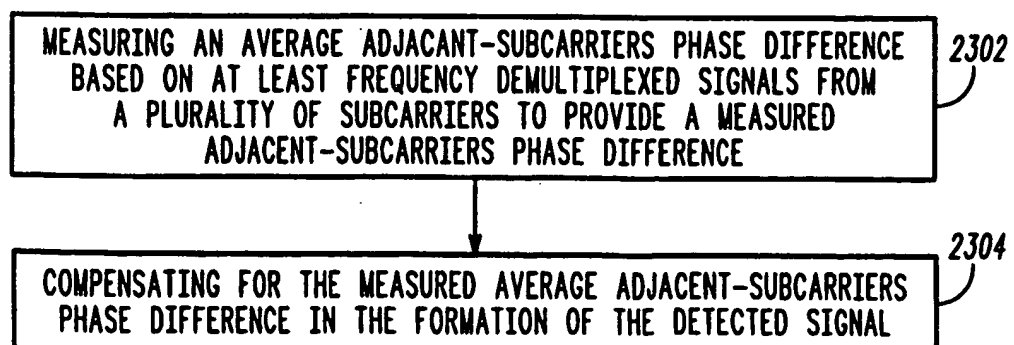 MEASURING AN AVERAGE ADJACANT-SUBCARRIERS PHASE DIFFERENCE
BASED ON AT LEAST FREQUENCY DEMULTIPLEXED SIGNALS FROM
A PLURALITY OF SUBCARRIERS TO PROVIDE A MEASURED
ADJACENT-SUBCARRIERS PHASE DIFFERENCE
2302
COMPENSATING FOR THE MEASURED AVERAGE ADJACENT-SUBCARRIERS
PHASE DIFFERENCE IN THE FORMATION OF THE DETECTED SIGNAL
2304